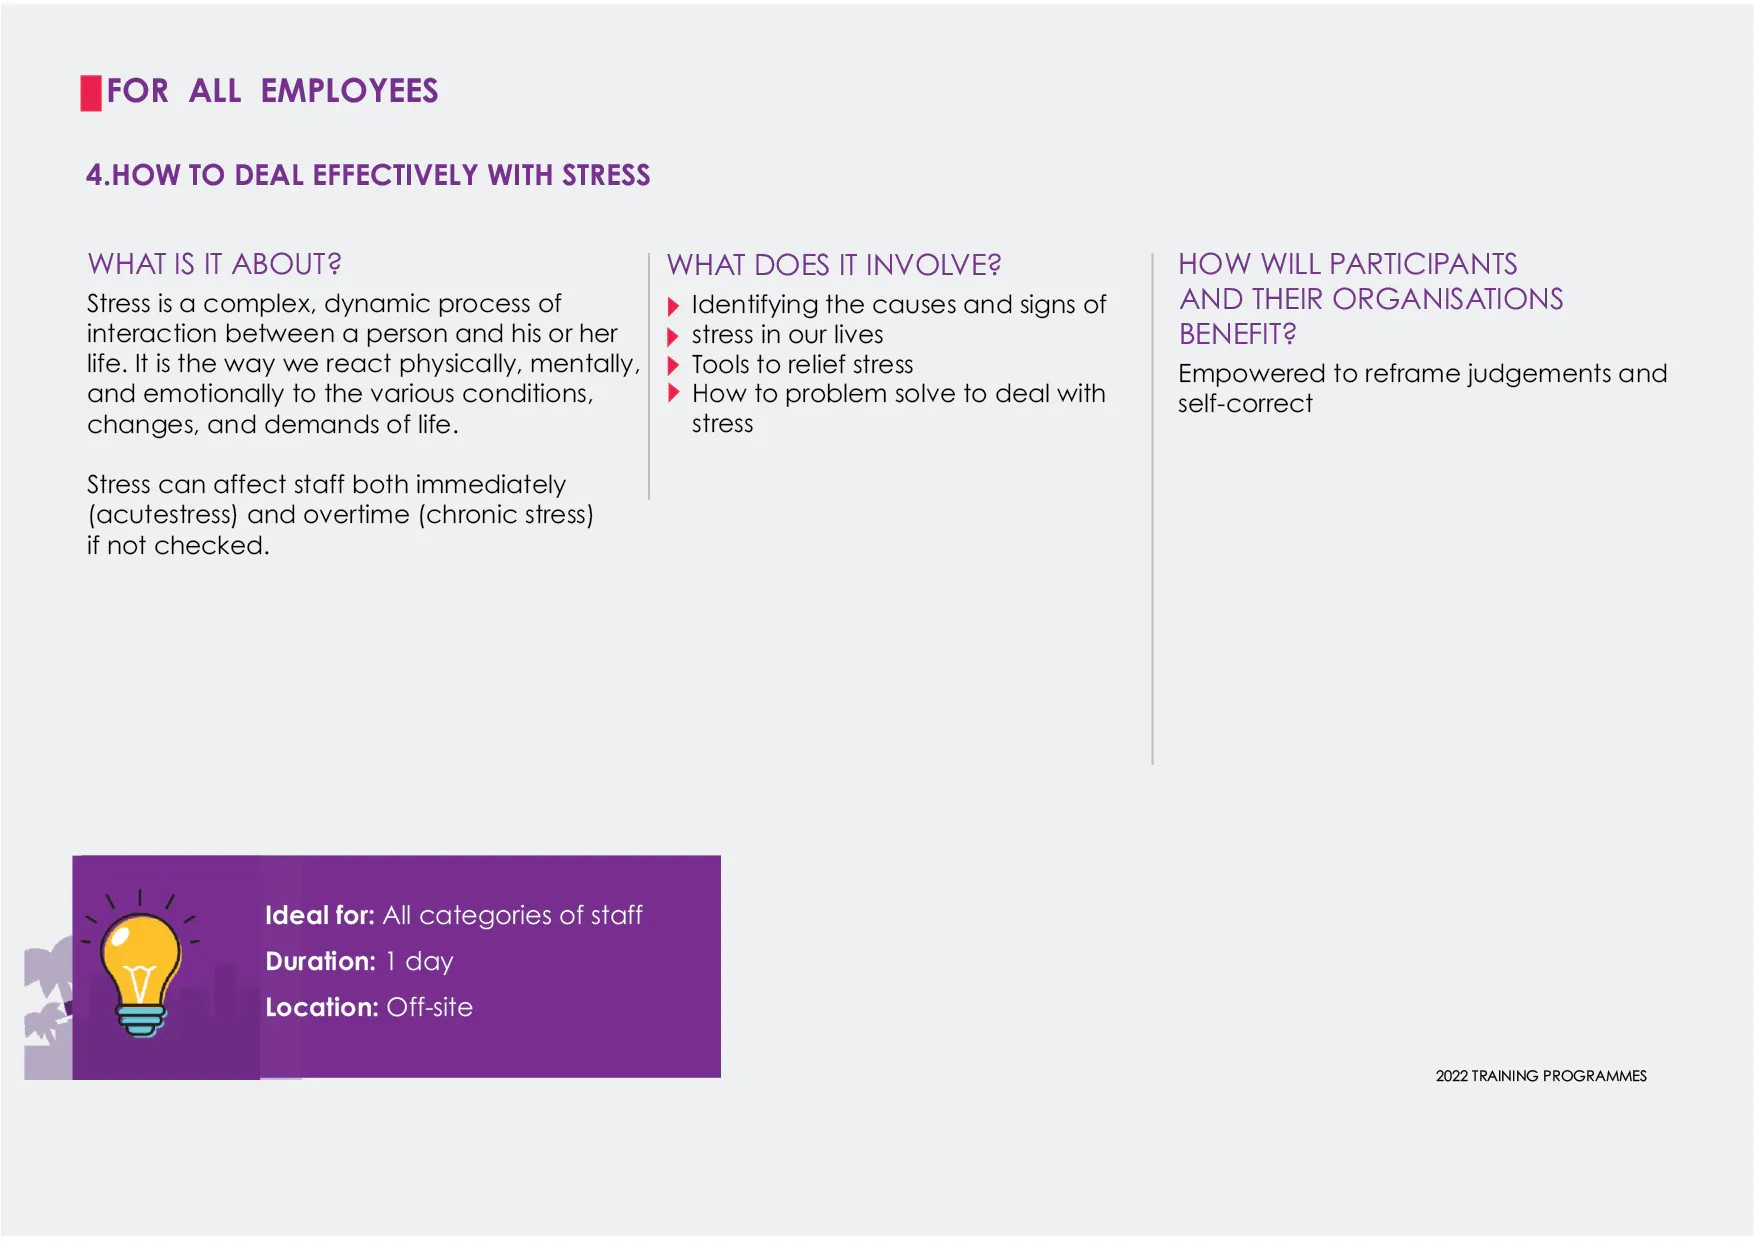 FOR ALL EMPLOYEES
4.HOW TO DEAL EFFECTIVELY WITH STRESS
WHAT IS IT ABOUT?
Stress is a complex, dynamic process of
interaction between a person and his or her
life. It is the way we react physically, mentally,
and emotionally to the various conditions,
changes, and demands of life.
Stress can affect staff both immediately
(acutestress) and overtime (chronic stress)
if not checked.
WHAT DOES IT INVOLVE?
Identifying the causes and signs of
stress in our lives
Tools to relief stress
How to problem solve to deal with
stress
HOW WILL PARTICIPANTS
AND THEIR ORGANISATIONS
BENEFIT?
Empowered to reframe judgements and
self-correct
Ideal for: All categories of staff
Duration: 1 day
Location: Off-site
2022 TRAINING PROGRAMMES